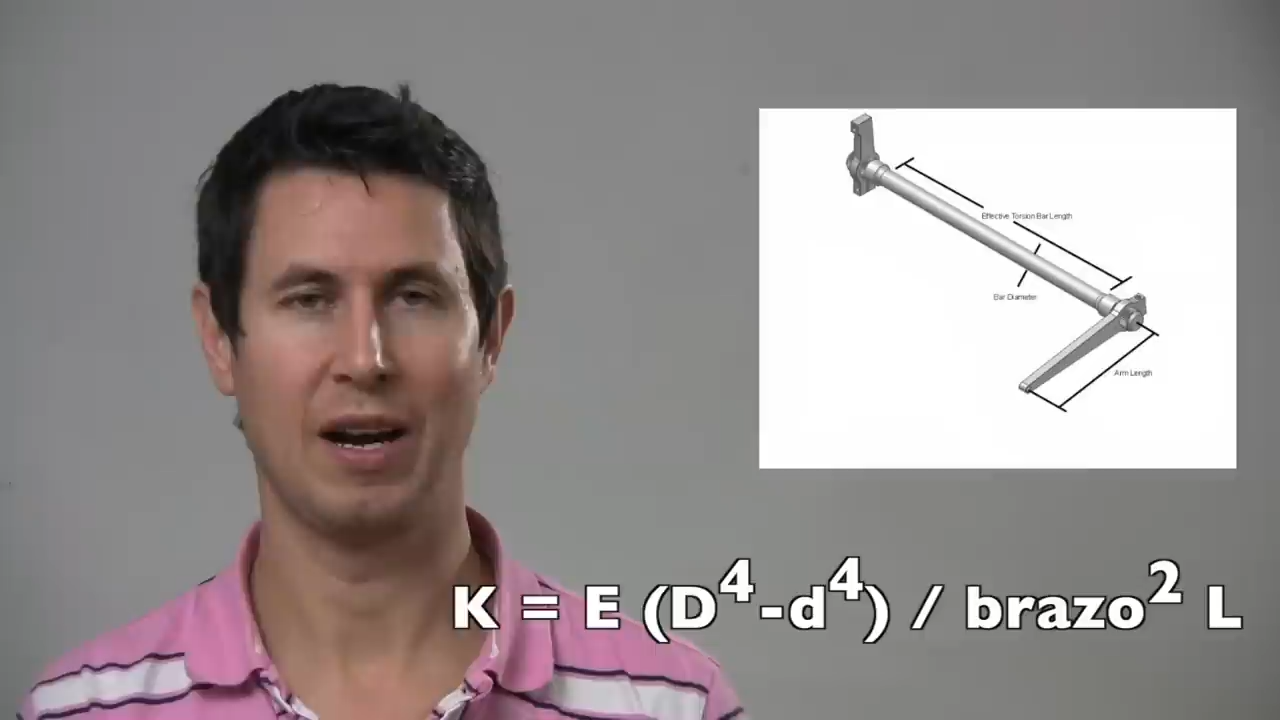 Effective Torsion Bar Length
Bar Diameter
Arm Length
K = E (D⁴-d⁴) / brazo² L